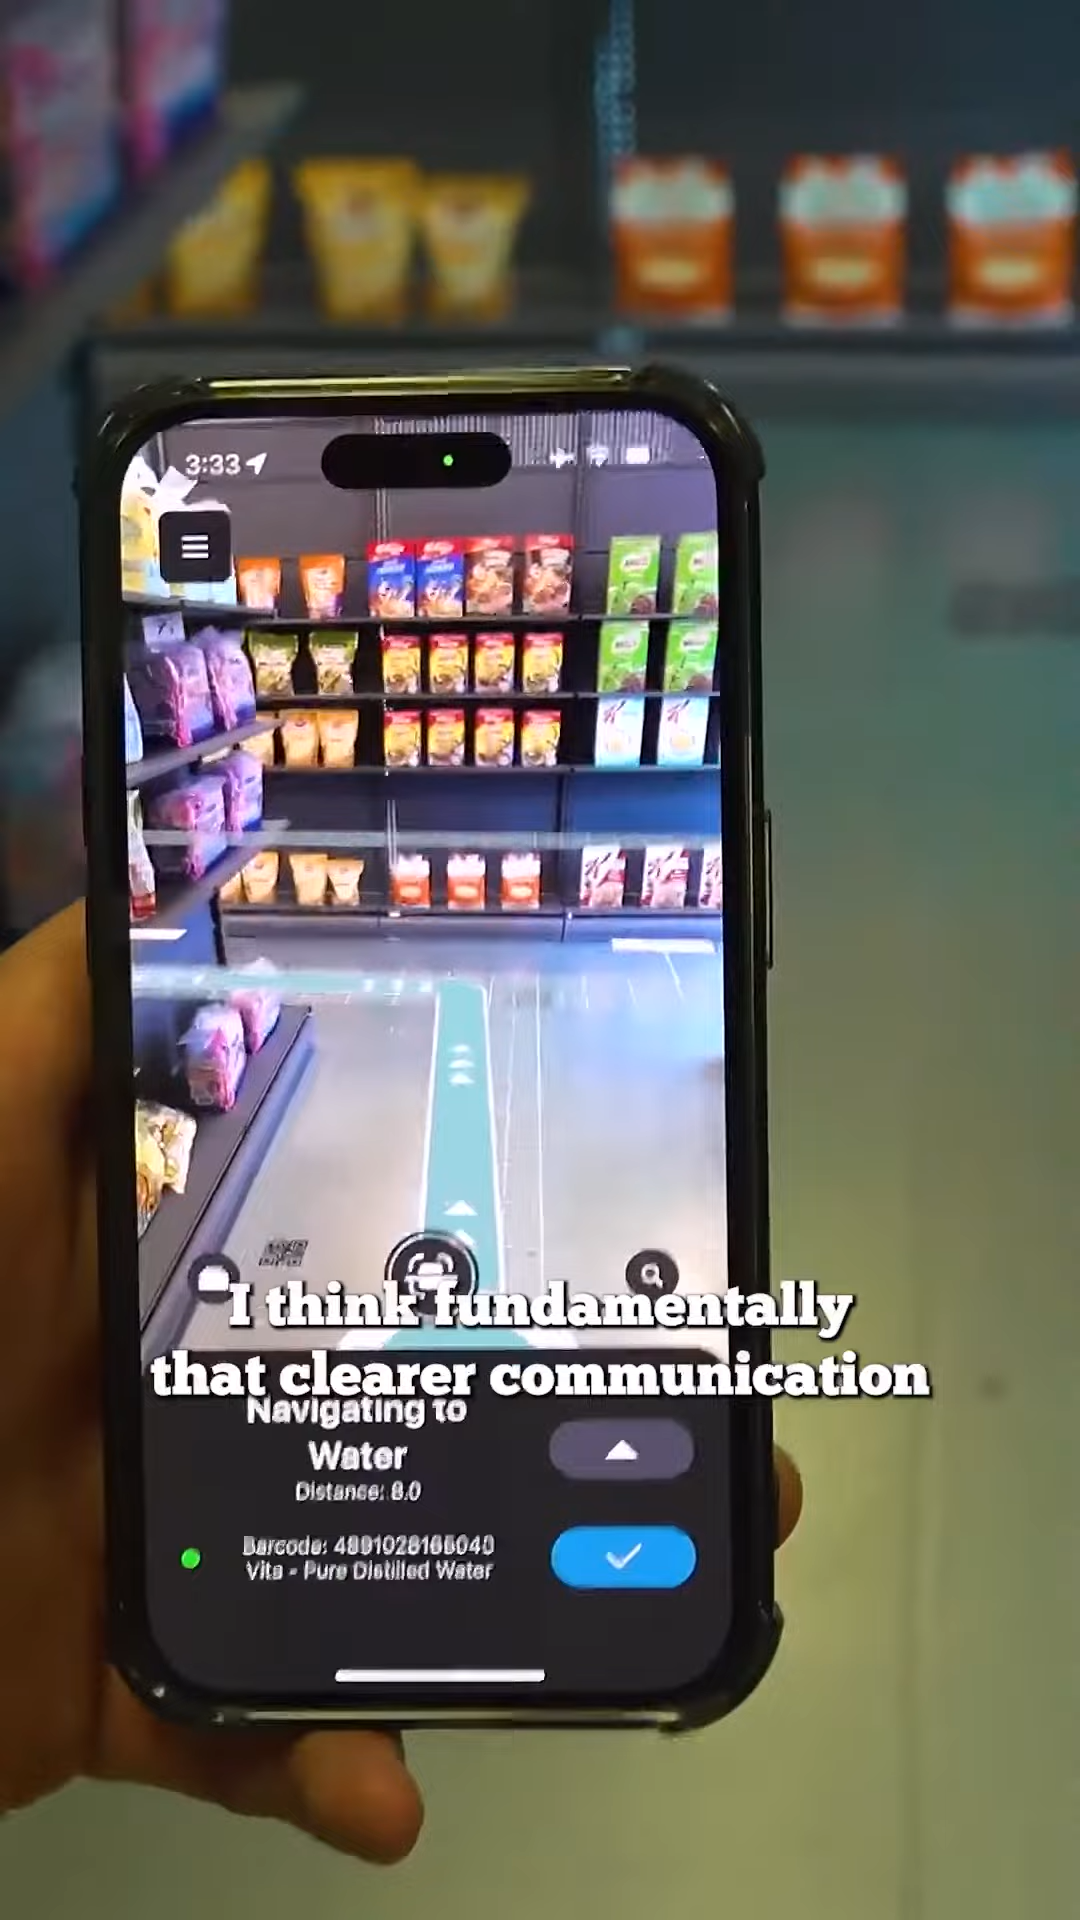 3:33
I think fundamentally
that clearer communication
Navigating to
Water
Distance: 8.0
Vita - Pure Distilled Water